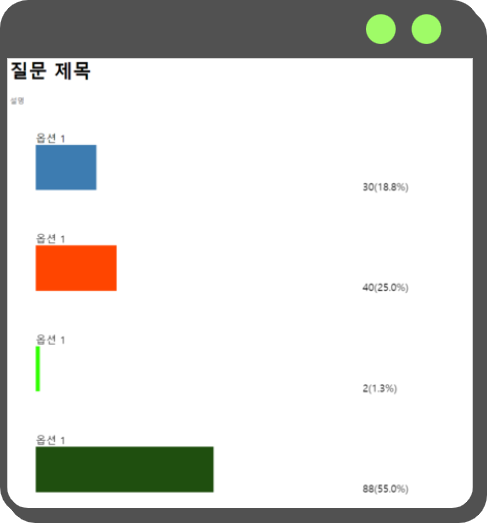 질문 제목
설명
옵션 1
30(18.8%)
옵션 1
40(25.0%)
옵션 1
2(1.3%)
옵션 1
88(55.0%)